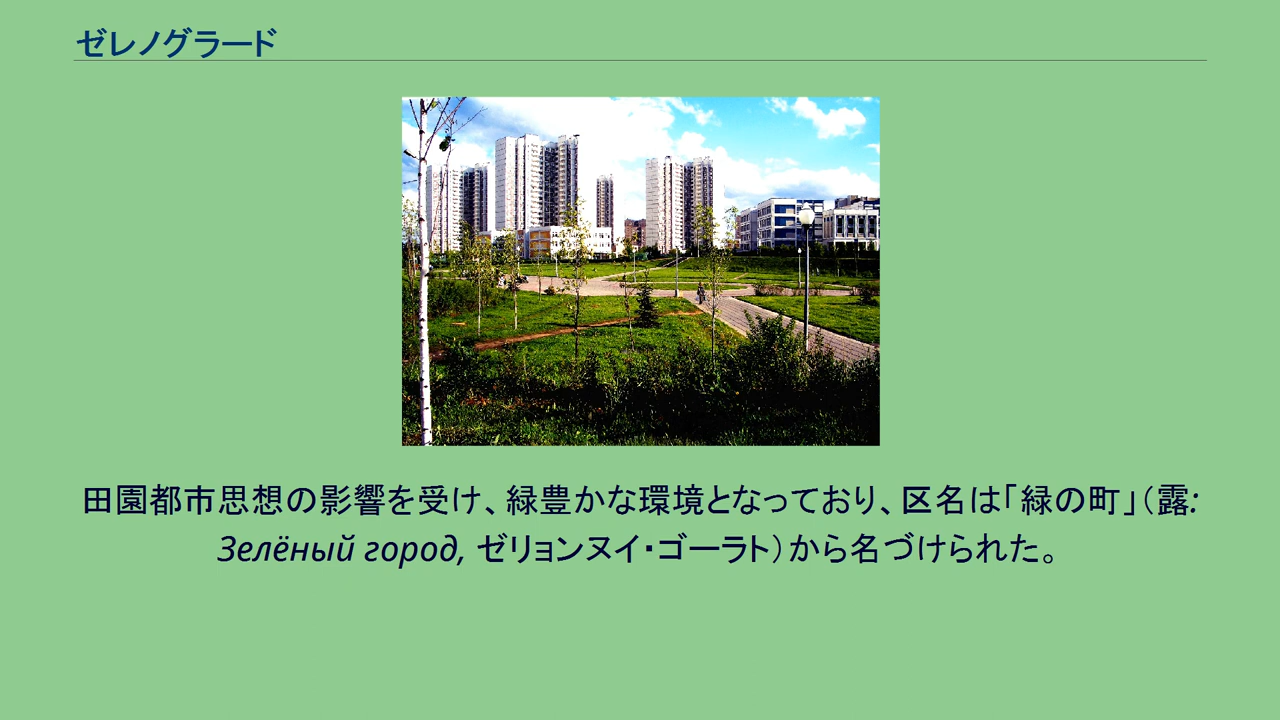 ゼレノグラード
田園都市思想の影響を受け、緑豊かな環境となっており、区名は「緑の町」（露:
Зелёный город, ゼリョンヌイ・ゴーラト）から名づけられた。